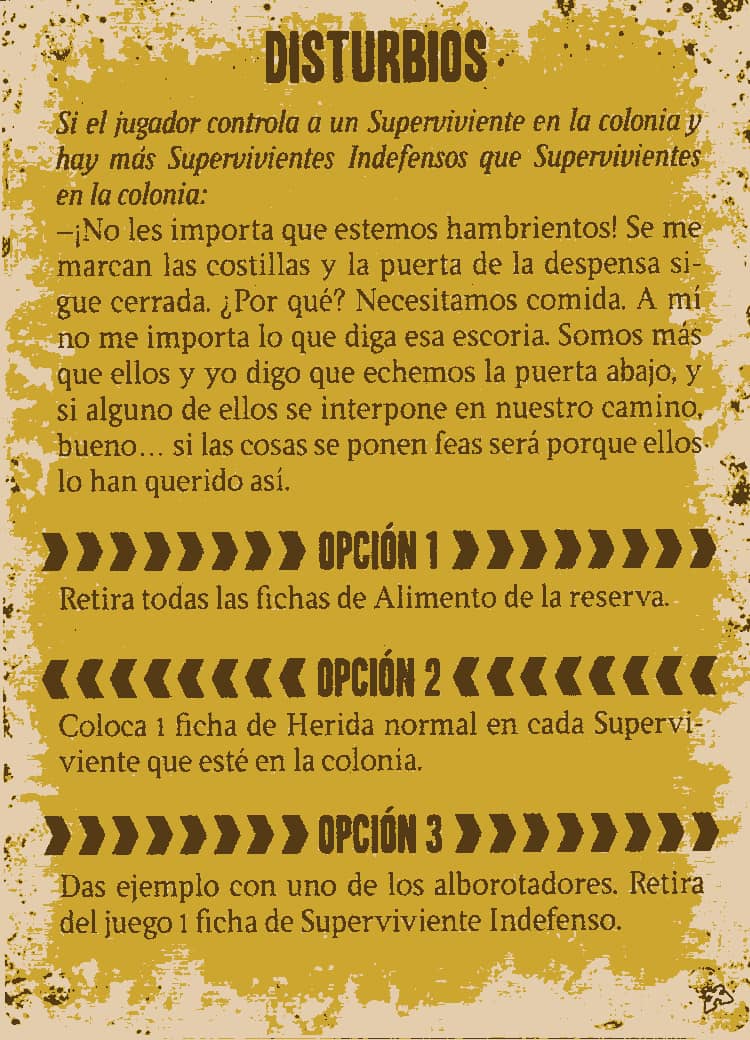 DISTURBIOS
Si el jugador controla a un Superviviente en la colonia y
hay más Supervivientes Indefensos que Supervivientes
en la colonia:
–¡No les importa que estemos hambrientos! Se me
marcan las costillas y la puerta de la despensa si-
gue cerrada. ¿Por qué? Necesitamos comida. A mí
no me importa lo que diga esa escoria. Somos más
que ellos y yo digo que echemos la puerta abajo, y
si alguno de ellos se interpone en nuestro camino,
bueno… si las cosas se ponen feas será porque ellos
lo han querido así.
OPCIÓN 1
Retira todas las fichas de Alimento de la reserva.
OPCIÓN 2
Coloca 1 ficha de Herida normal en cada Supervi-
viente que esté en la colonia.
OPCIÓN 3
Das ejemplo con uno de los alborotadores. Retira
del juego 1 ficha de Superviviente Indefenso.